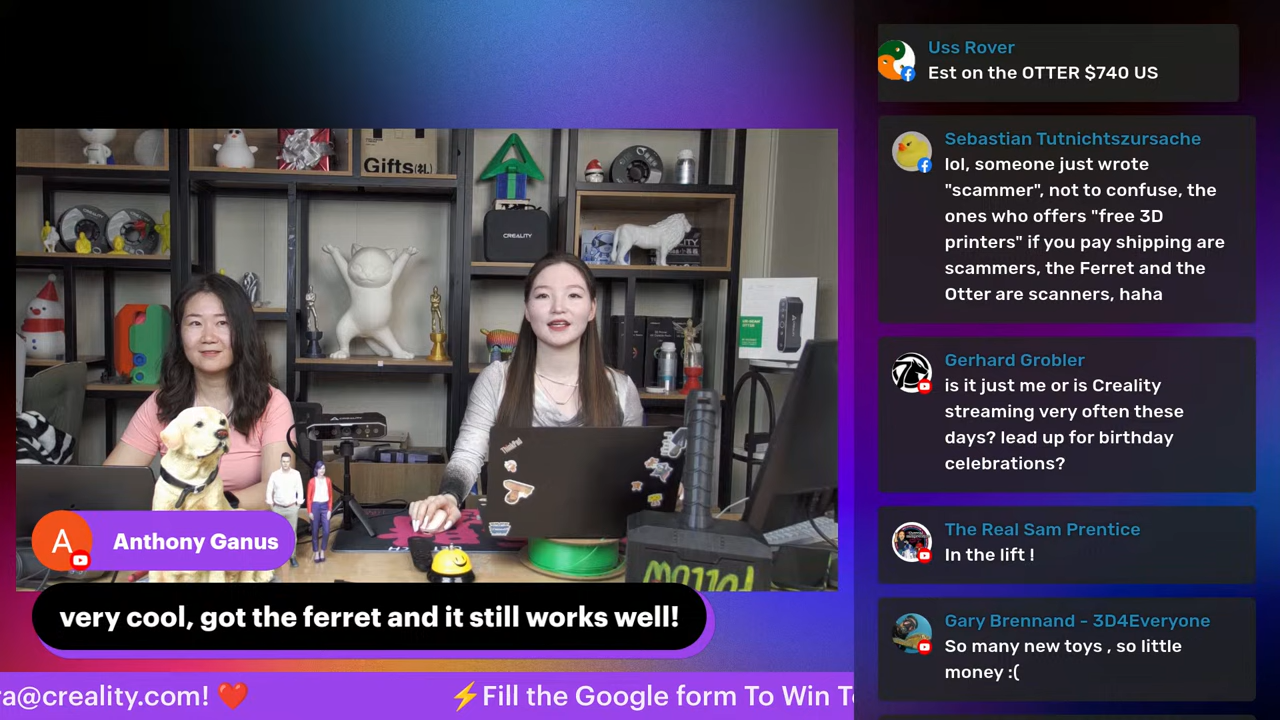 Uss Rover
Est on the OTTER $740 US
Sebastian Tutnichtszursache
lol, someone just wrote
"scammer", not to confuse, the
ones who offers "free 3D
printers" if you pay shipping are
scammers, the Ferret and the
Otter are scanners, haha
Gerhard Grobler
is it just me or is Creality
streaming very often these
days? lead up for birthday
celebrations?
The Real Sam Prentice
In the lift !
Gary Brennand - 3D4Everyone
So many new toys , so little
money :(
Gifts(礼)
CREALITY
ThinkPad
A
Anthony Ganus
very cool, got the ferret and it still works well!
ra@creality.com! ❤️ ⚡Fill the Google form To Win T